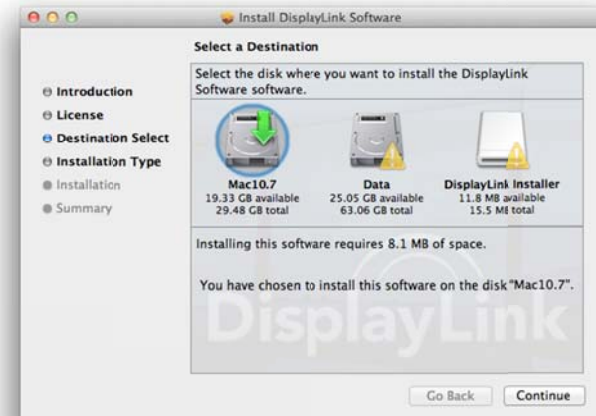 Install DisplayLink Software
Select a Destination
Introduction
License
Destination Select
Installation Type
Installation
Summary
Select the disk where you want to install the DisplayLink
Software software.
Mac10.7
19.33 GB available
29.48 GB total
Data
25.05 GB available
63.06 GB total
DisplayLink Installer
11.8 MB available
15.5 MB total
Installing this software requires 8.1 MB of space.
You have chosen to install this software on the disk "Mac10.7".
DisplayLink
Go Back
Continue